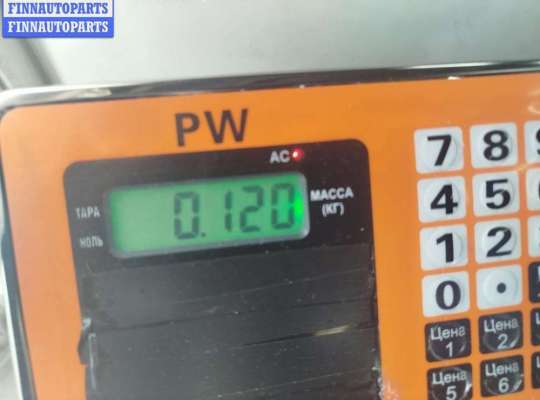 FINNAUTOPARTS
FINNAUTOPARTS
PW
AC
ТАРА
НОЛЬ
0.120
МАССА
(КГ)
7 8
4 5
1 2
0 .
Цена 1
Цена 2
Цена 5
Цена 6